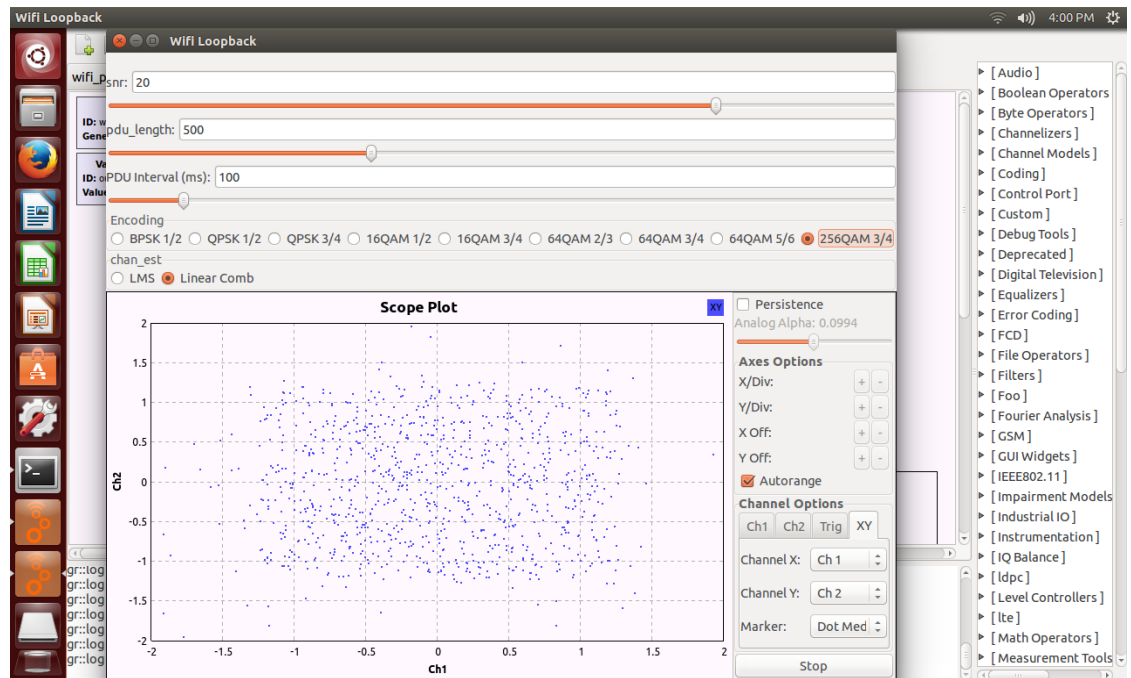 Wifi Loopback
4:00 PM
Wifi Loopback
wifi_p
snr: 20
ID: w
Gene
pdu_length: 500
Va
ID: o
Value
PDU Interval (ms): 100
Encoding
BPSK 1/2 QPSK 1/2 QPSK 3/4 16QAM 1/2 16QAM 3/4 64QAM 2/3 64QAM 3/4 64QAM 5/6 256QAM 3/4
chan_est
LMS Linear Comb
Scope Plot
XY
2
1.5
1
0.5
0
-0.5
-1
-1.5
-2
Ch2
-2 -1.5 -1 -0.5 0 0.5 1 1.5 2
Ch1
Persistence
Analog Alpha: 0.0994
Axes Options
X/Div: + -
Y/Div: + -
X Off: + -
Y Off: + -
Autorange
Channel Options
Ch1 Ch2 Trig XY
Channel X: Ch 1
Channel Y: Ch 2
Marker: Dot Med
Stop
gr::log
gr::log
gr::log
gr::log
gr::log
gr::log
gr::log
[ Audio ]
[ Boolean Operators
[ Byte Operators ]
[ Channelizers ]
[ Channel Models ]
[ Coding ]
[ Control Port ]
[ Custom ]
[ Debug Tools ]
[ Deprecated ]
[ Digital Television ]
[ Equalizers ]
[ Error Coding ]
[ FCD ]
[ File Operators ]
[ Filters ]
[ Foo ]
[ Fourier Analysis ]
[ GSM ]
[ GUI Widgets ]
[ IEEE802.11 ]
[ Impairment Models
[ Industrial IO ]
[ Instrumentation ]
[ IQ Balance ]
[ ldpc ]
[ Level Controllers ]
[ lte ]
[ Math Operators ]
[ Measurement Tools